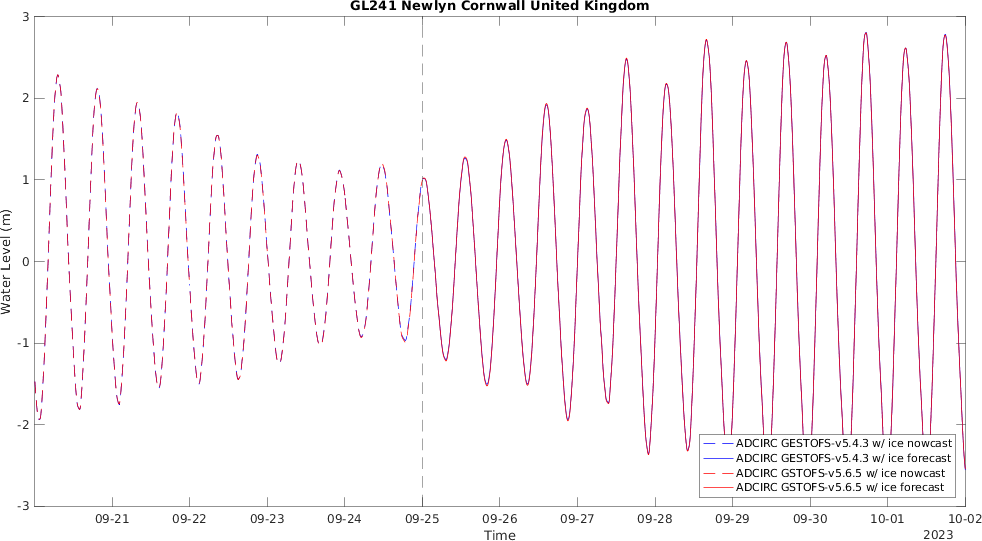 GL241 Newlyn Cornwall United Kingdom
3
2
1
0
-1
-2
-3
Water Level (m)
ADCIRC GESTOFS-v5.4.3 w/ ice nowcast
ADCIRC GESTOFS-v5.4.3 w/ ice forecast
ADCIRC GSTOFS-v5.6.5 w/ ice nowcast
ADCIRC GSTOFS-v5.6.5 w/ ice forecast
09-21 09-22 09-23 09-24 09-25 09-26 09-27 09-28 09-29 09-30 10-01 10-02
Time
2023